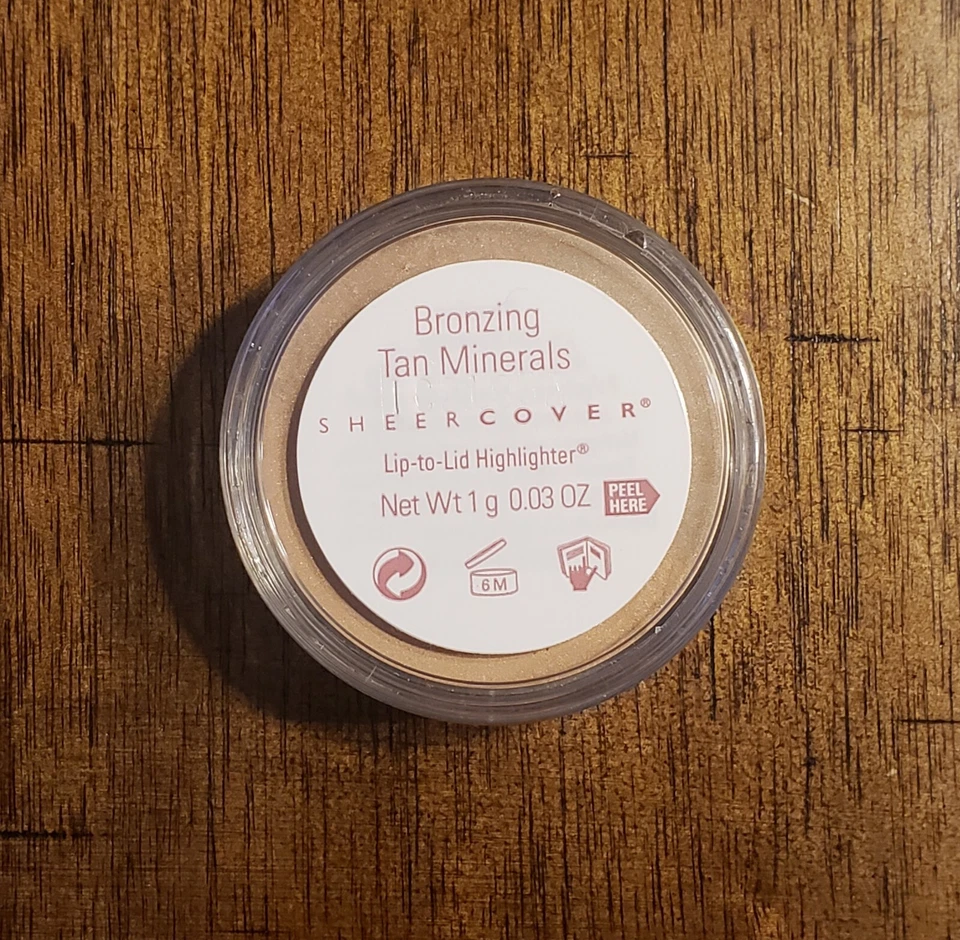 Bronzing
Tan Minerals
SHEERCOVER®
Lip-to-Lid Highlighter®
Net Wt 1 g 0.03 OZ
PEEL
HERE
6M